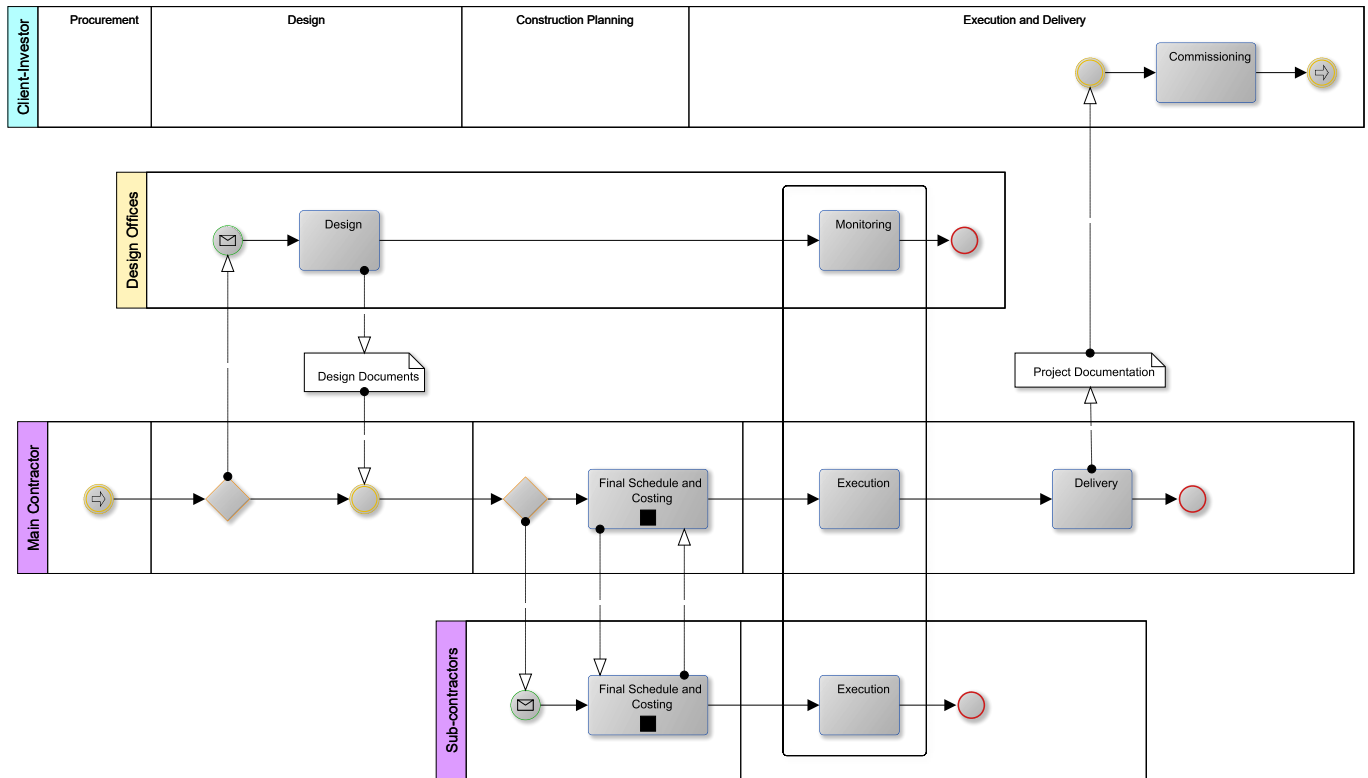 Client-Investor
Procurement
Design
Construction Planning
Execution and Delivery
Commissioning
Design Offices
Design
Monitoring
Design Documents
Project Documentation
Main Contractor
Final Schedule and
Costing
Execution
Delivery
Sub-contractors
Final Schedule and
Costing
Execution